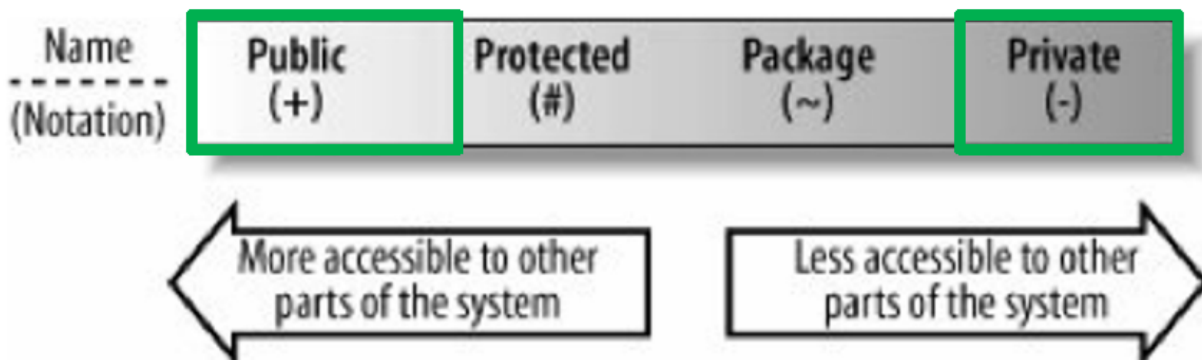 Name
(Notation)
Public
(+)
Protected
(#)
Package
(~)
Private
(-)
More accessible to other
parts of the system
Less accessible to other
parts of the system